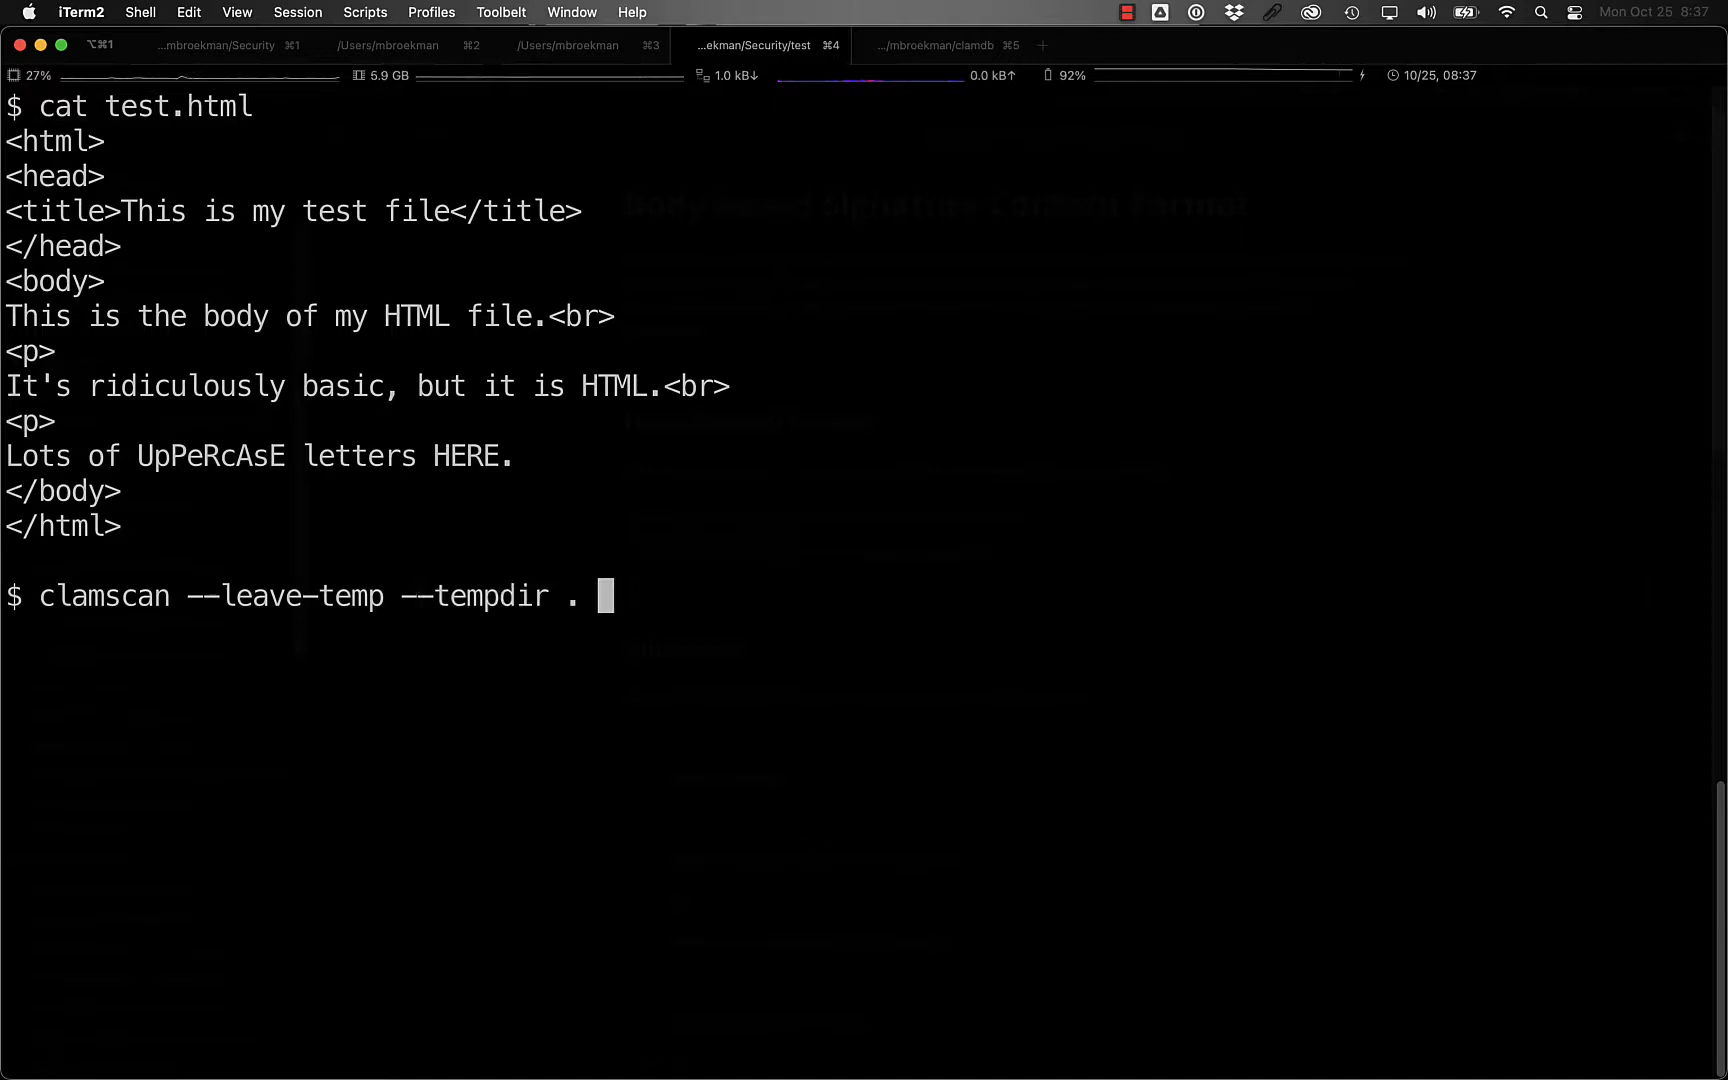 iTerm2 Shell Edit View Session Scripts Profiles Toolbelt Window Help Mon Oct 25 8:37
⌥⌘1 ...mbroekman/Security ⌘1 /Users/mbroekman ⌘2 /Users/mbroekman ⌘3 ...ekman/Security/test ⌘4 .../mbroekman/clamdb ⌘5 +
27% 5.9 GB 1.0 kB↓ 0.0 kB↑ 92% 10/25, 08:37
$ cat test.html
<html>
<head>
<title>This is my test file</title>
</head>
<body>
This is the body of my HTML file.<br>
<p>
It's ridiculously basic, but it is HTML.<br>
<p>
Lots of UpPeRcAsE letters HERE.
</body>
</html>
$ clamscan --leave-temp --tempdir .